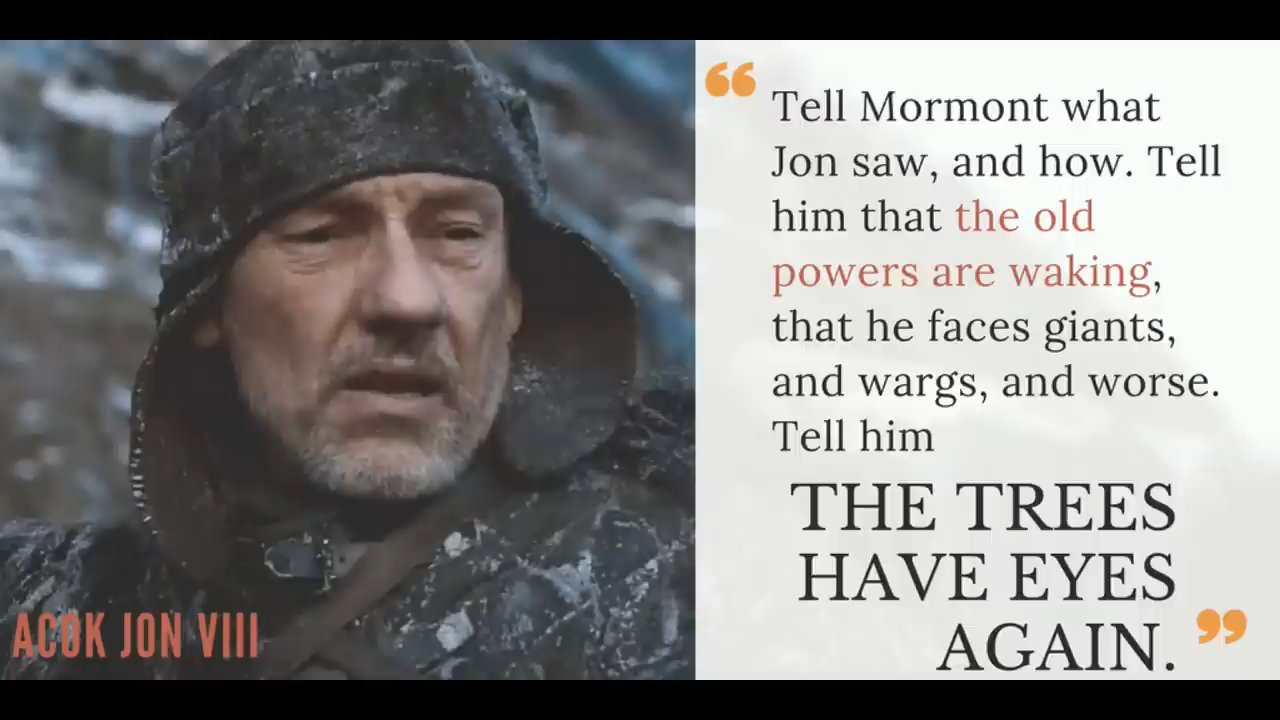 “
Tell Mormont what
Jon saw, and how. Tell
him that the old
powers are waking,
that he faces giants,
and wargs, and worse.
Tell him
THE TREES
HAVE EYES
AGAIN. ”
ACOK JON VIII